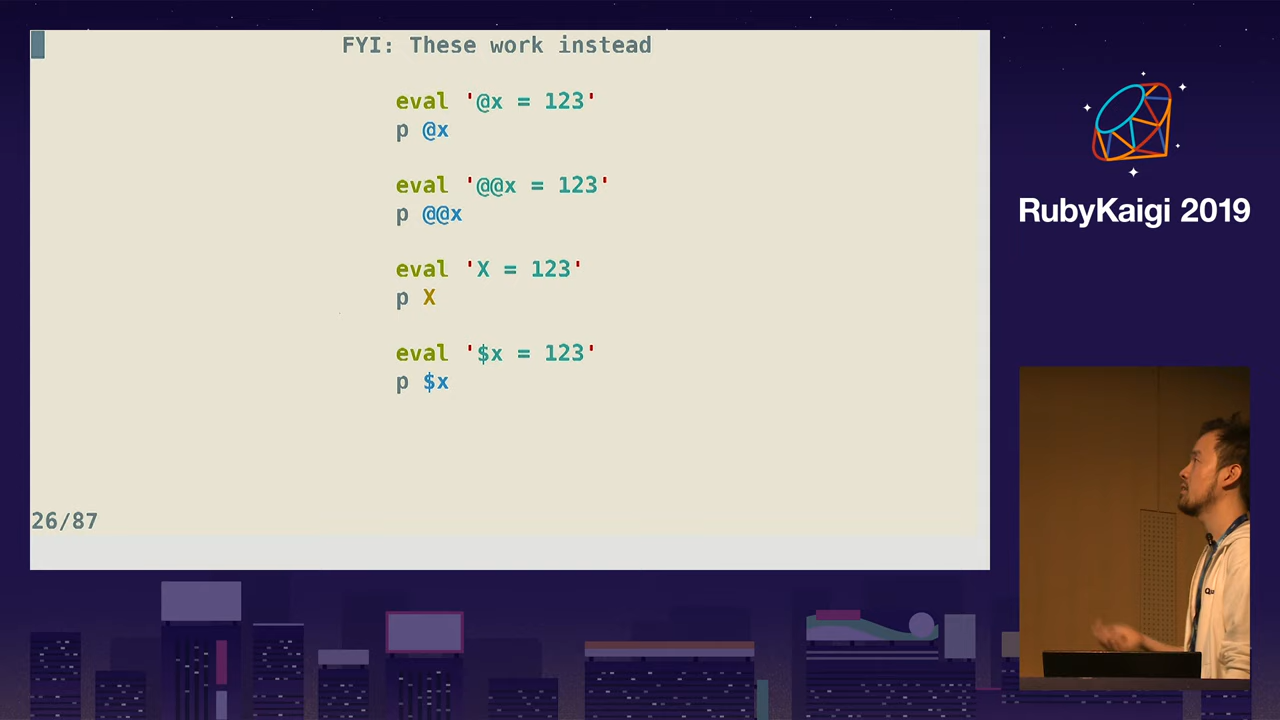 FYI: These work instead
eval '@x = 123'
p @x
eval '@@x = 123'
p @@x
eval 'X = 123'
p X
eval '$x = 123'
p $x
26/87
RubyKaigi 2019